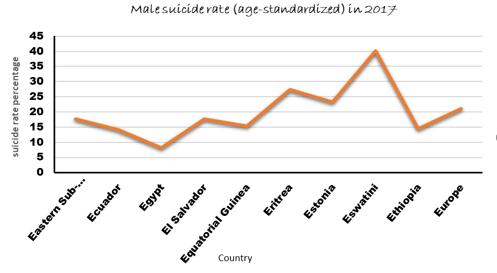 Male suicide rate (age-standardized) in 2017
suicide rate percentage
45
40
35
30
25
20
15
10
5
0
Eastern Sub-...
Ecuador
Egypt
El Salvador
Equatorial Guinea
Eritrea
Estonia
Eswatini
Ethiopia
Europe
Country